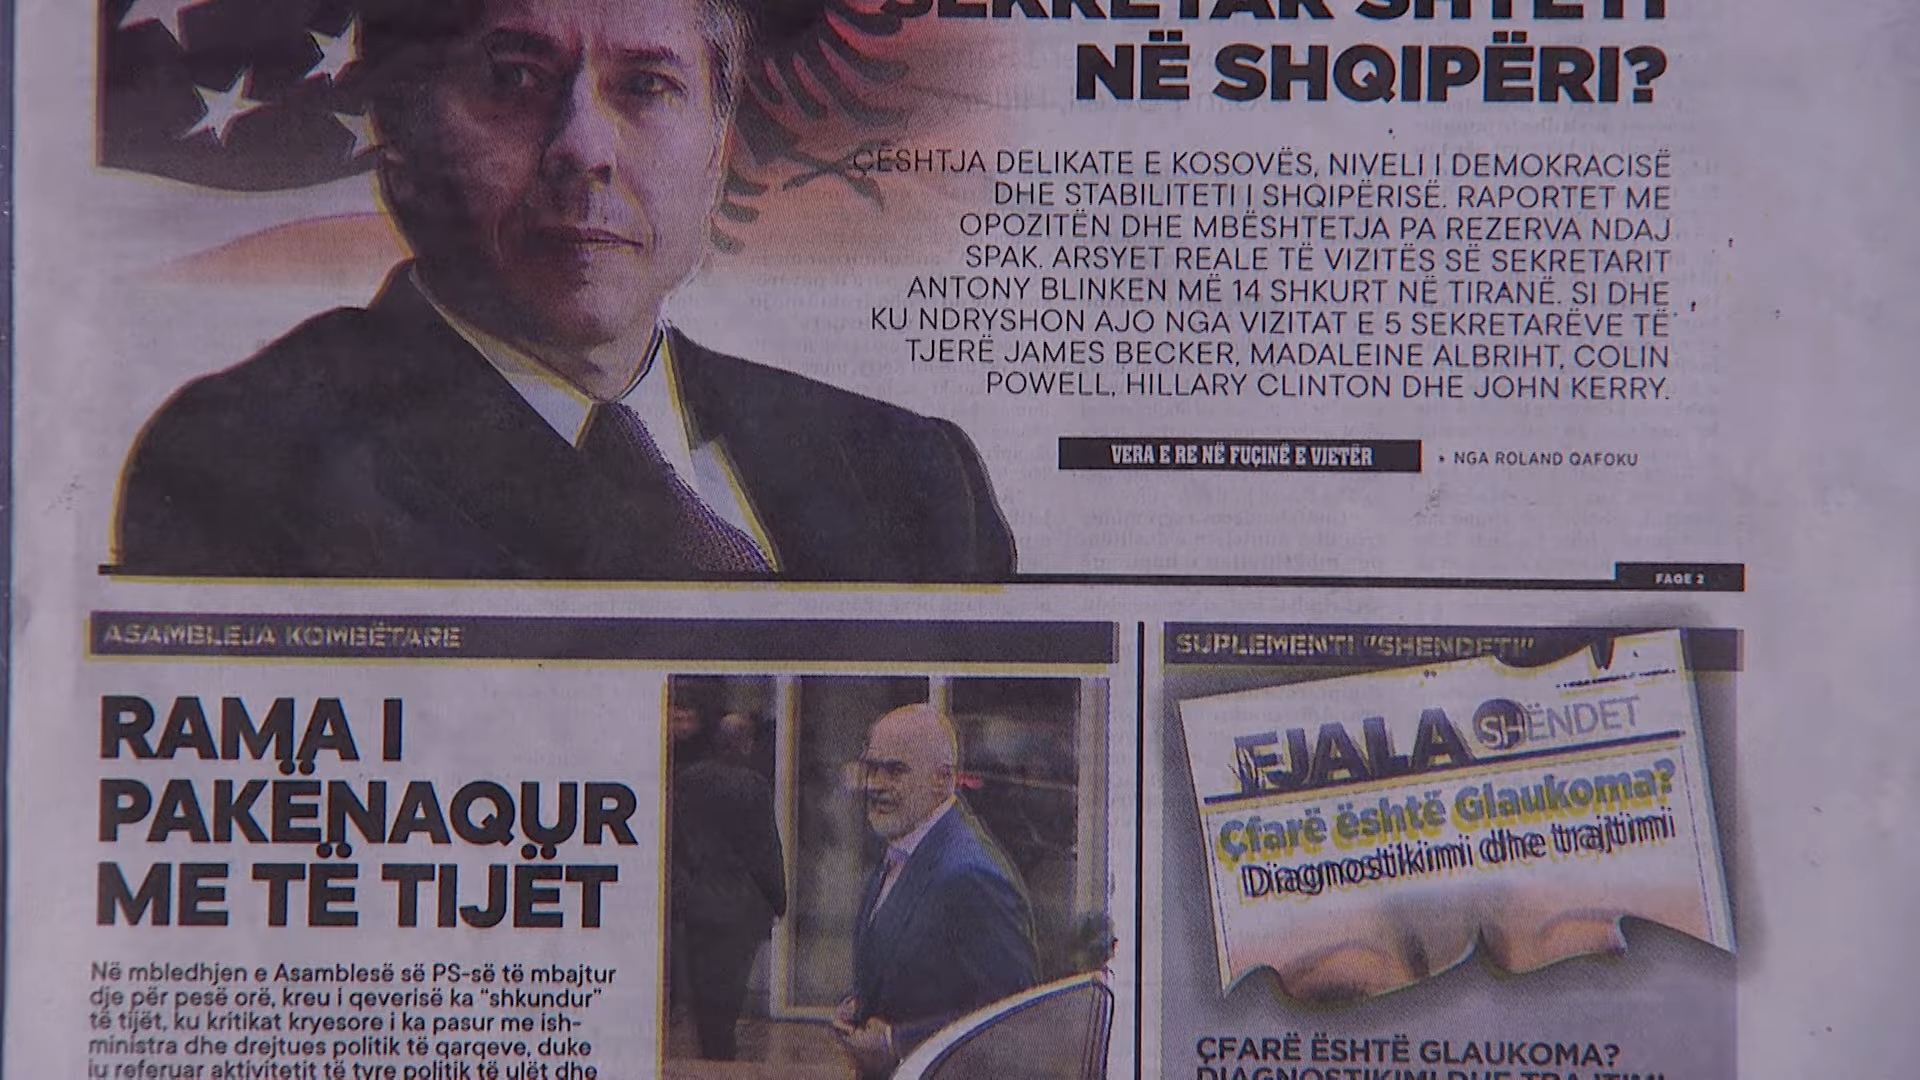 SEKRETAR SHTETI
NË SHQIPËRI?
ÇËSHTJA DELIKATE E KOSOVËS, NIVELI I DEMOKRACISË
DHE STABILITETI I SHQIPËRISË. RAPORTET ME
OPOZITËN DHE MBËSHTETJA PA REZERVA NDAJ
SPAK. ARSYET REALE TË VIZITËS SË SEKRETARIT
ANTONY BLINKEN MË 14 SHKURT NË TIRANË. SI DHE
KU NDRYSHON AJO NGA VIZITAT E 5 SEKRETARËVE TË
TJERË JAMES BECKER, MADALEINE ALBRIHT, COLIN
POWELL, HILLARY CLINTON DHE JOHN KERRY.
VERA E RE NË FUÇINË E VJETËR
NGA ROLAND QAFOKU
FAQE 2
ASAMBLEJA KOMBËTARE
RAMA I
PAKËNAQUR
ME TË TIJËT
Në mbledhjen e Asamblesë së PS-së të mbajtur
dje për pesë orë, kreu i qeverisë ka "shkundur"
të tijët, ku kritikat kryesore i ka pasur me ish-
ministra dhe drejtues politik të qarqeve, duke
iu referuar aktivitetit të tyre politik të ulët dhe
SUPLEMENTI "SHENDETI"
FJALA SHËNDET
Çfarë është Glaukoma?
Diagnostikimi dhe trajtimi
ÇFARË ËSHTË GLAUKOMA?
DIAGNOSTIKIMI DHE TRAJTIMI